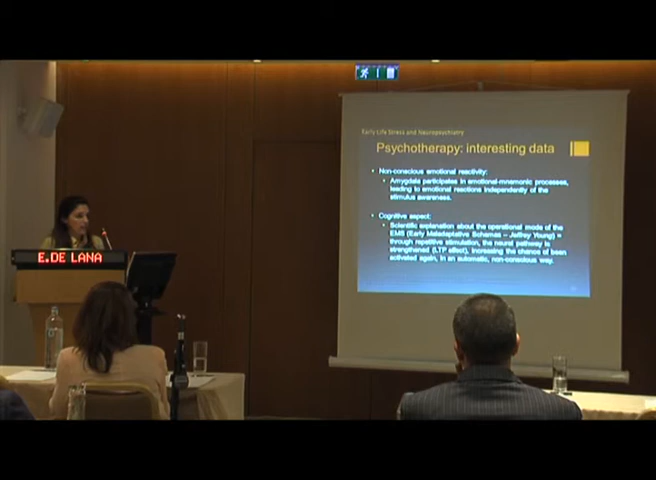 Early Life Stress and Neuropsychiatry
Psychotherapy: interesting data
• Non-conscious emotional reactivity:
• Amygdala participates in emotional-mnemonic processes,
leading to emotional reactions independently of the
stimulus awareness.
• Cognitive aspect:
• Scientific explanation about the operational mode of the
EMS (Early Maladaptative Schemas – Jeffrey Young) =
through repetitive stimulation, the neural pathway is
strengthened (LTP effect), increasing the chance of been
activated again, in an automatic, non-conscious way.
E.DE LANA